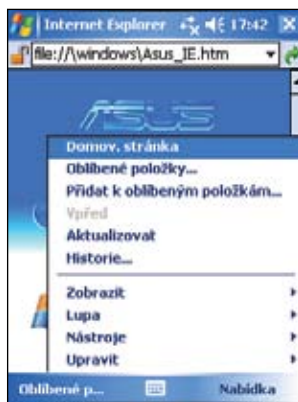 Internet Explorer 17:42
file://\windows\Asus_IE.htm
ASUS
Domov. stránka
Oblíbené položky...
Přidat k oblíbeným položkám...
Vpřed
Aktualizovat
Historie...
Zobrazit
Lupa
Nástroje
Upravit
Oblíbené p...
Nabídka